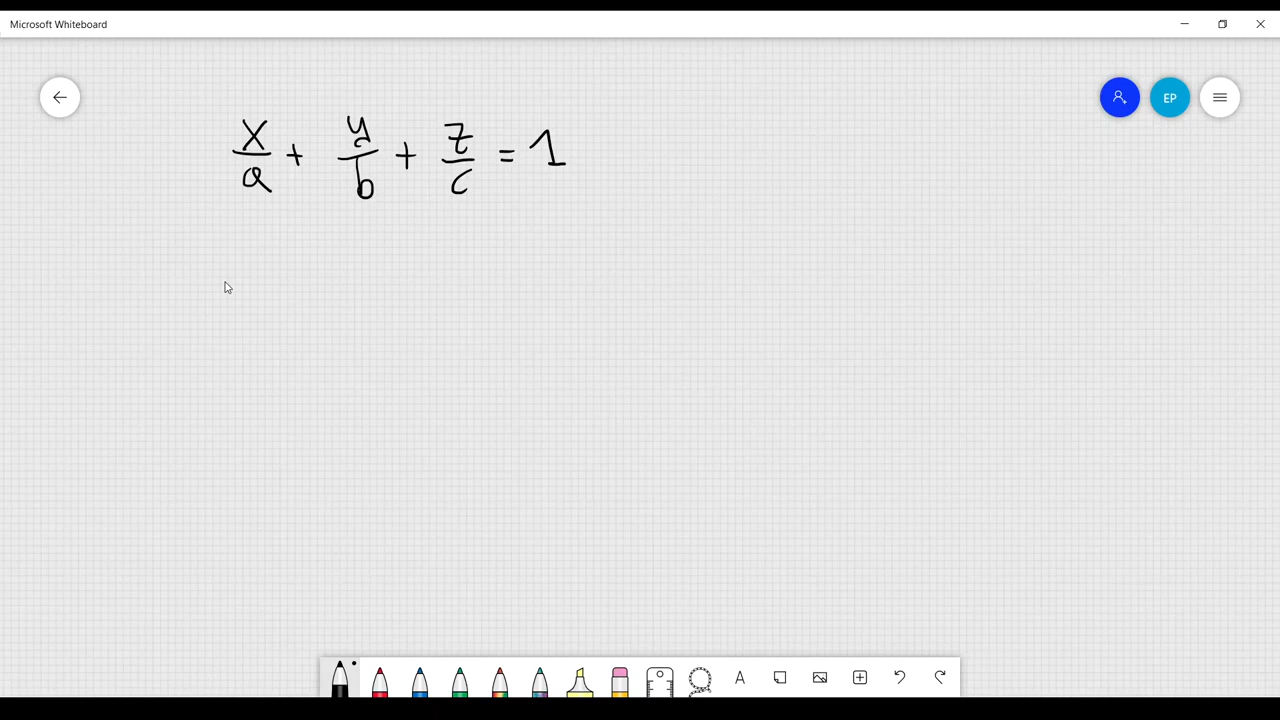 Microsoft Whiteboard
EP
x/a + y/b + z/c = 1
A